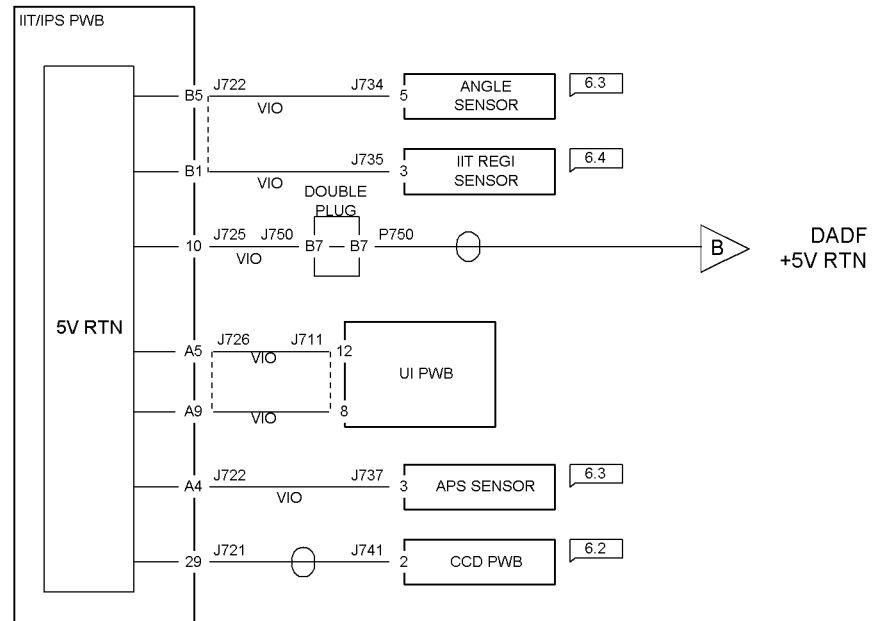 IIT/IPS PWB
B5 J722 J734 5 ANGLE SENSOR 6.3
VIO
B1 J735 3 IIT REGI SENSOR 6.4
VIO
DOUBLE PLUG
10 J725 J750 B7 B7 P750 B DADF +5V RTN
VIO
5V RTN
A5 J726 J711 12
VIO
UI PWB
A9 8
VIO
A4 J722 J737 3 APS SENSOR 6.3
VIO
29 J721 J741 2 CCD PWB 6.2